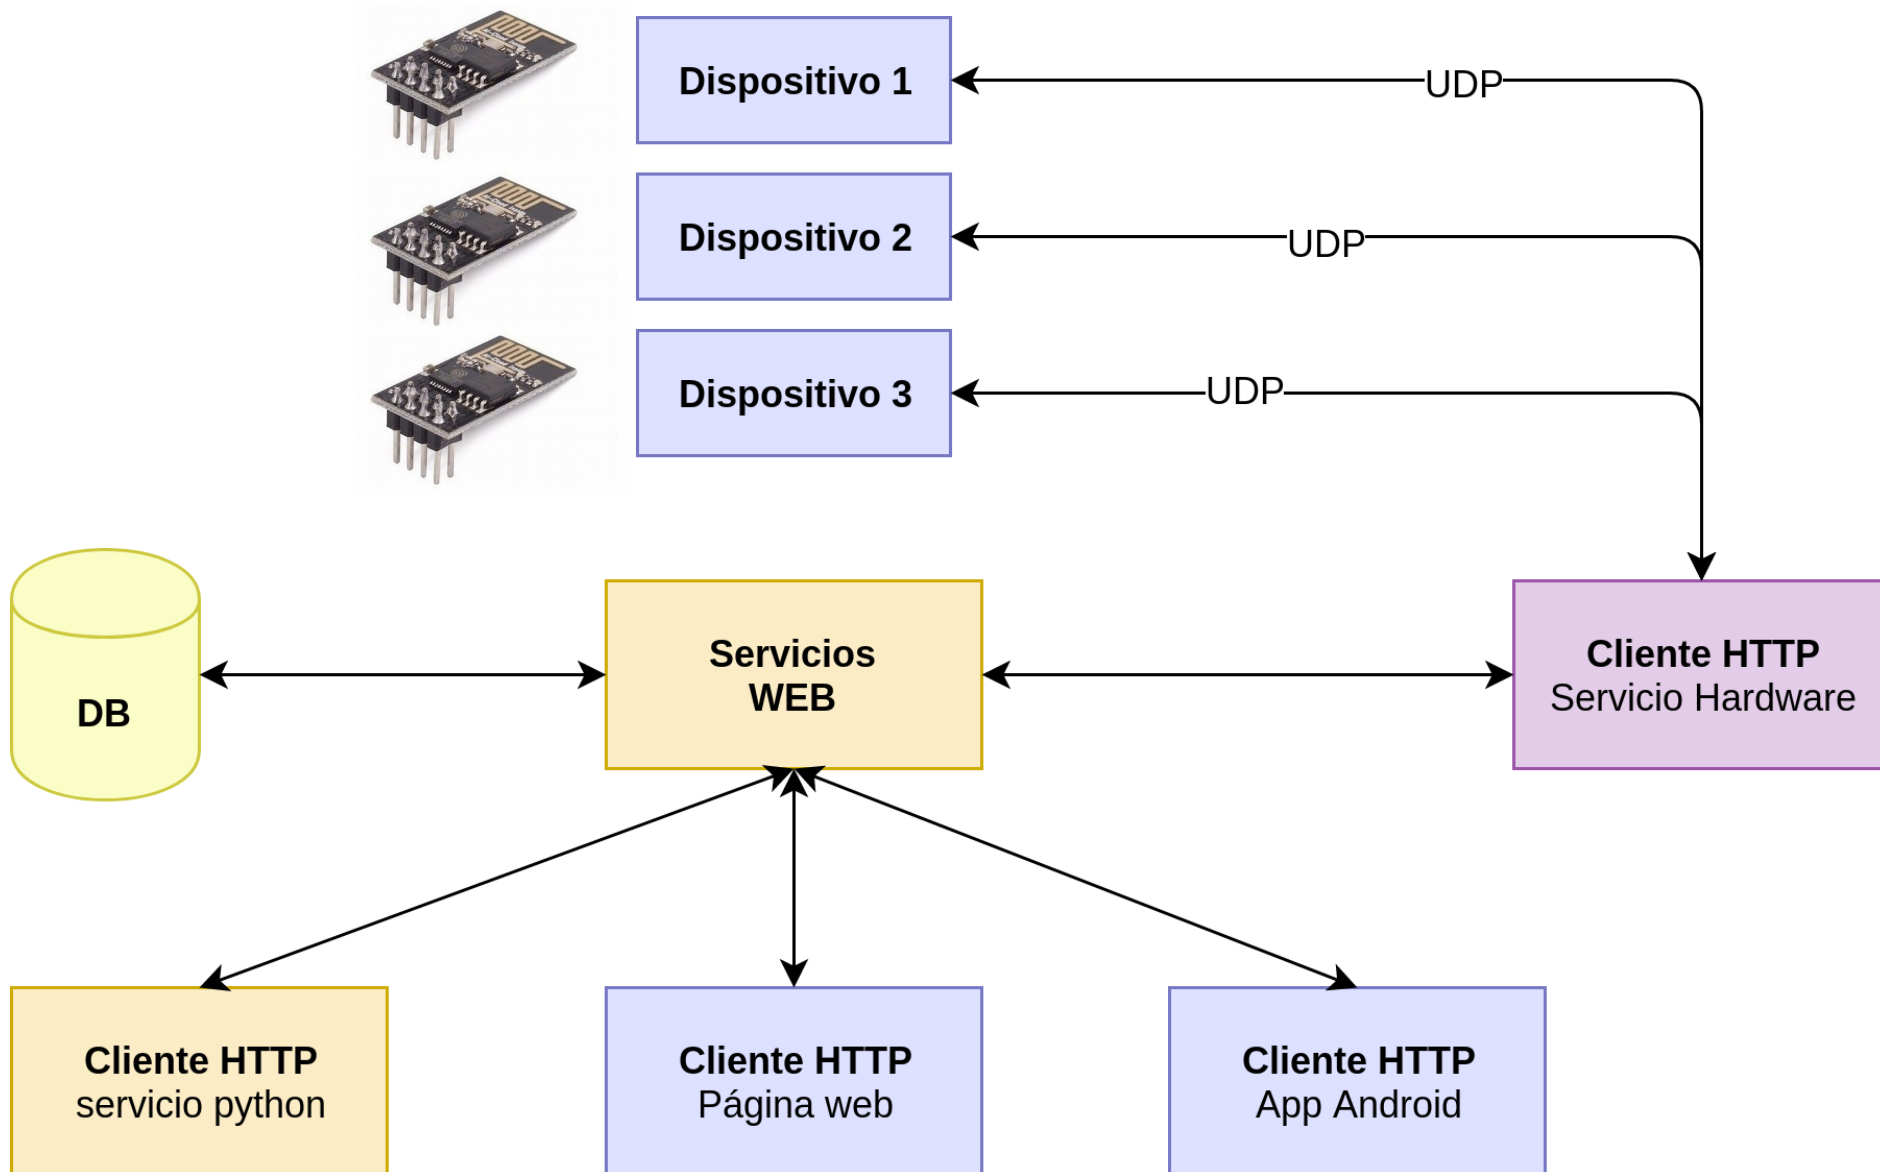 Dispositivo 1
UDP
Dispositivo 2
UDP
Dispositivo 3
UDP
DB
Servicios
WEB
Cliente HTTP
Servicio Hardware
Cliente HTTP
servicio python
Cliente HTTP
Página web
Cliente HTTP
App Android